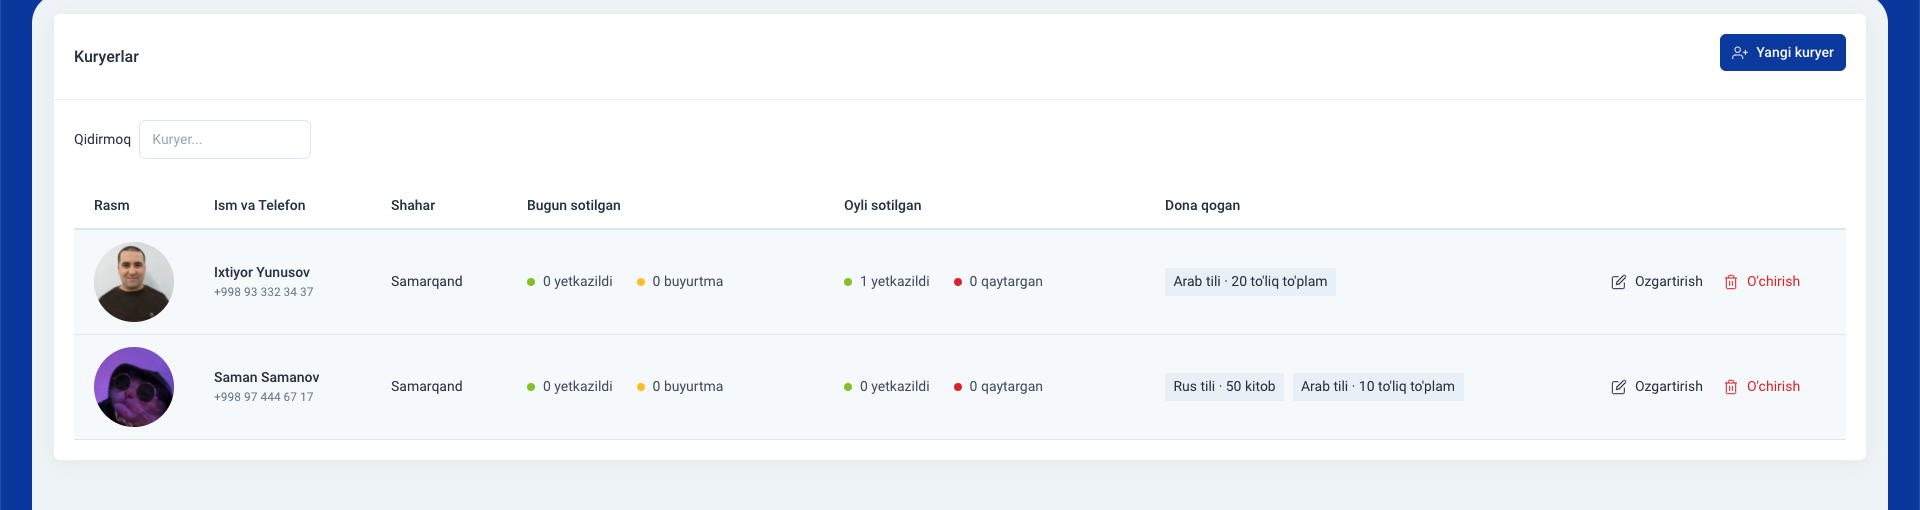 Kuryerlar
Yangi kuryer
Qidirmoq Kuryer...
Rasm Ism va Telefon Shahar Bugun sotilgan Oyli sotilgan Dona qogan
Ixtiyor Yunusov
+998 93 332 34 37
Samarqand 0 yetkazildi 0 buyurtma 1 yetkazildi 0 qaytargan Arab tili · 20 to'liq to'plam Ozgartirish O'chirish
Saman Samanov
+998 97 444 67 17
Samarqand 0 yetkazildi 0 buyurtma 0 yetkazildi 0 qaytargan Rus tili · 50 kitob Arab tili · 10 to'liq to'plam Ozgartirish O'chirish